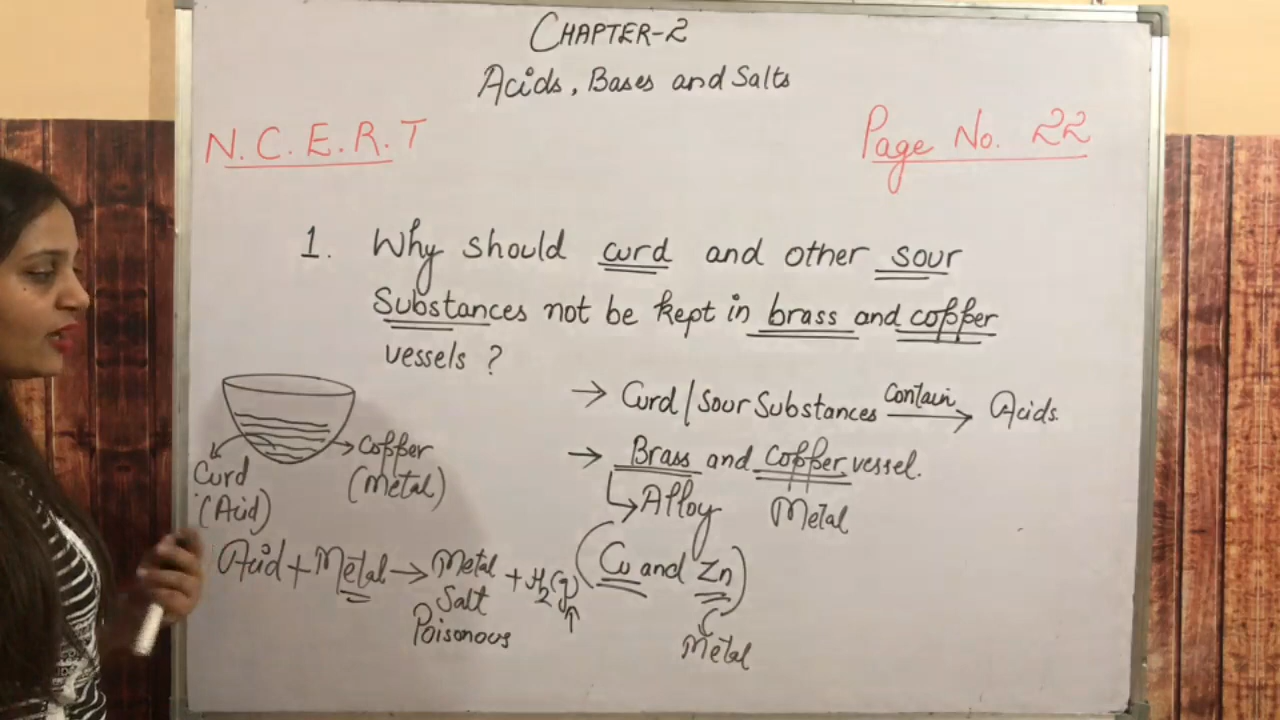 CHAPTER-2
Acids, Bases and Salts
N.C.E.R.T
Page No. 22
1. Why should curd and other sour
Substances not be kept in brass and copper
vessels ?
→ Curd/Sour Substances contain → Acids.
→ Brass and Copper vessel.
Alloy
Metal
(Cu and Zn)
Metal
Curd
(Acid)
Copper
(Metal)
Acid + Metal → Metal + H2(g) ↑
Salt
Poisonous